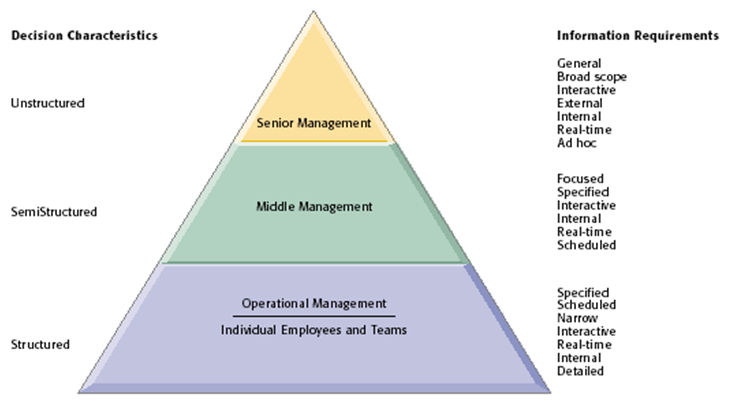 Decision Characteristics
Information Requirements
Unstructured
Senior Management
General
Broad scope
Interactive
External
Internal
Real-time
Ad hoc
SemiStructured
Middle Management
Focused
Specified
Interactive
Internal
Real-time
Scheduled
Structured
Operational Management
Individual Employees and Teams
Specified
Scheduled
Narrow
Interactive
Real-time
Internal
Detailed